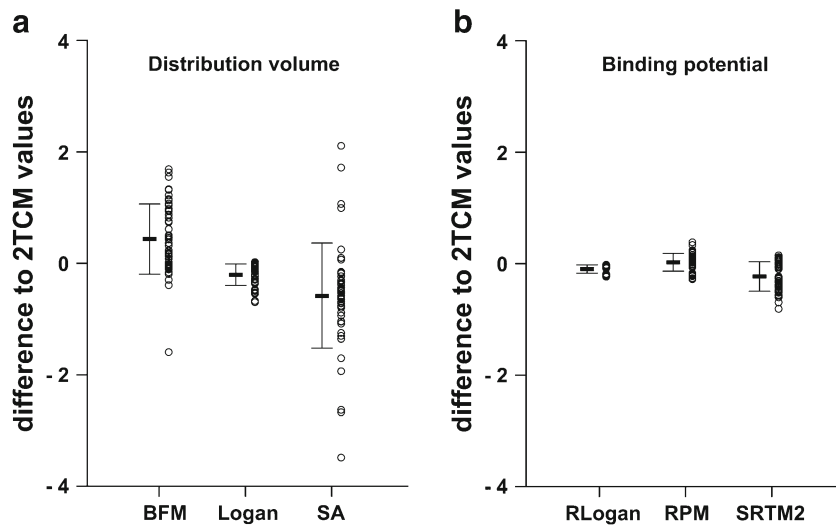 a
Distribution volume
difference to 2TCM values
4
2
0
- 2
- 4
BFM Logan SA
b
Binding potential
difference to 2TCM values
4
2
0
- 2
- 4
RLogan RPM SRTM2